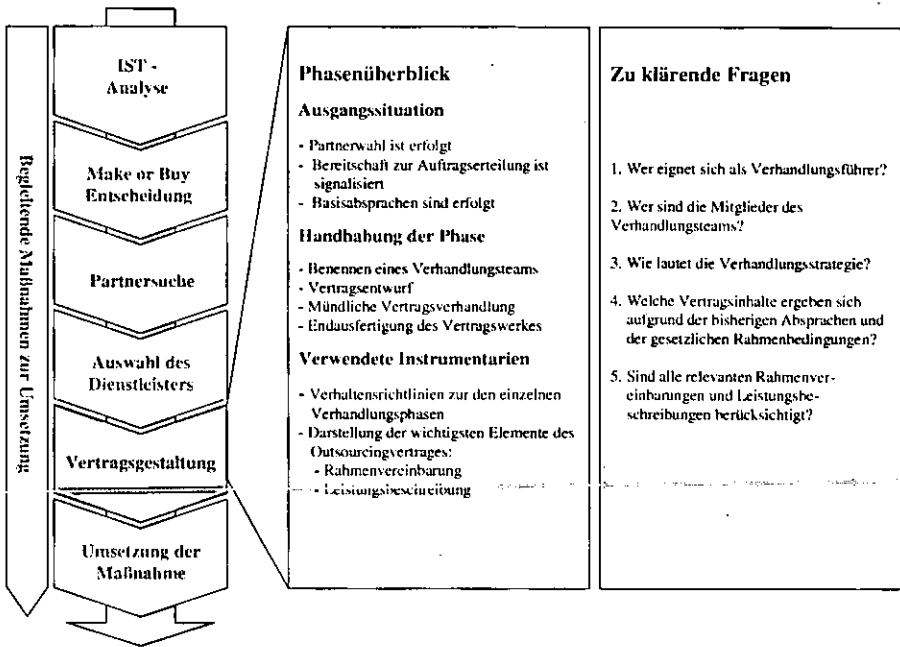 Begleitende Maßnahmen zur Umsetzung
IST -
Analyse
Make or Buy
Entscheidung
Partnersuche
Auswahl des
Dienstleisters
Vertragsgestaltung
Umsetzung der
Maßnahme
Phasenüberblick
Ausgangssituation
- Partnerwahl ist erfolgt
- Bereitschaft zur Auftragserteilung ist
signalisiert
- Basisabsprachen sind erfolgt
Handhabung der Phase
- Benennen eines Verhandlungsteams
- Vertragsentwurf
- Mündliche Vertragsverhandlung
- Endausfertigung des Vertragswerkes
Verwendete Instrumentarien
- Verhaltensrichtlinien zur den einzelnen
Verhandlungsphasen
- Darstellung der wichtigsten Elemente des
Outsourcingvertrages:
- Rahmenvereinbarung
- Leistungsbeschreibung
Zu klärende Fragen
1. Wer eignet sich als Verhandlungsführer?
2. Wer sind die Mitglieder des
Verhandlungsteams?
3. Wie lautet die Verhandlungsstrategie?
4. Welche Vertragsinhalte ergeben sich
aufgrund der bisherigen Absprachen und
der gesetzlichen Rahmenbedingungen?
5. Sind alle relevanten Rahmenver-
einbarungen und Leistungsbe-
schreibungen berücksichtigt?